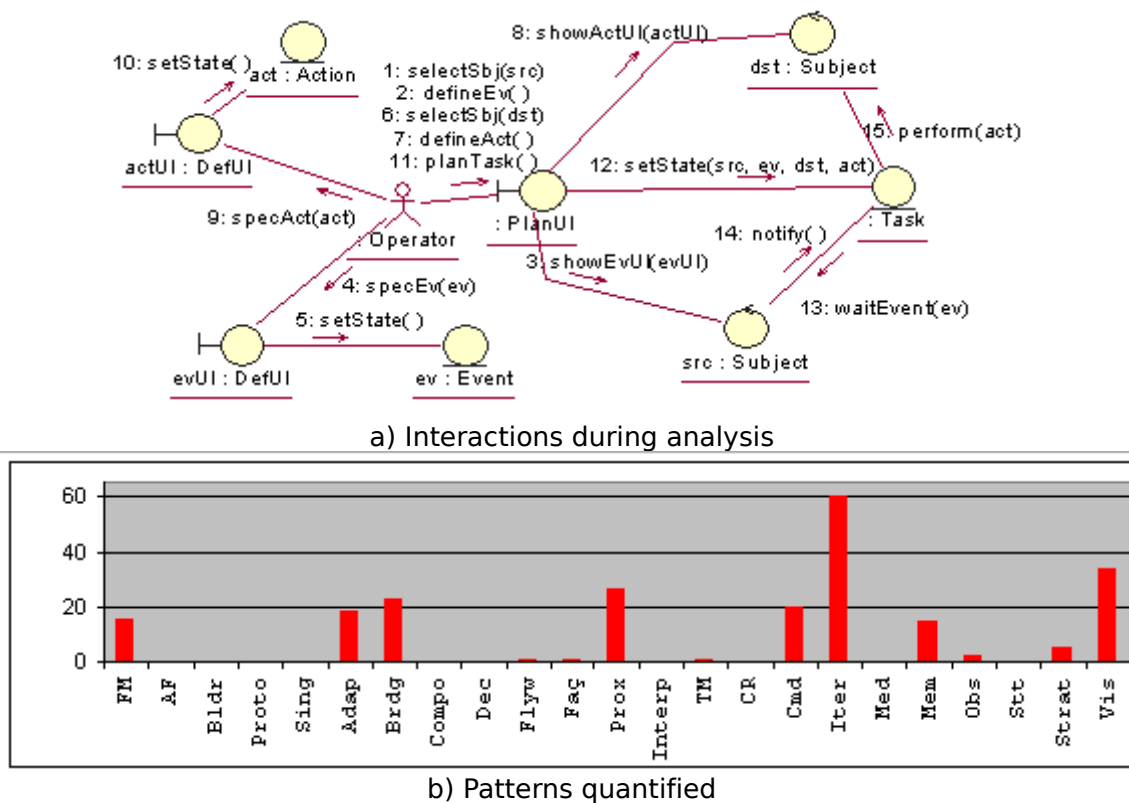 8: showActUI(actUI)
10: setState( )
act : Action
dst : Subject
1: selectSbj(src)
2: defineEv( )
6: selectSbj(dst)
7: defineAct( )
11: planTask( )
15: perform(act)
actUI : DefUI
12: setState(src, ev, dst, act)
9: specAct(act)
: Operator
: PlanUI
: Task
14: notify( )
3: showEvUI(evUI)
4: specEv(ev)
13: waitEvent(ev)
5: setState( )
evUI : DefUI
ev : Event
src : Subject
a) Interactions during analysis
60
40
20
0
FM
AF
Bldr
Proto
Sing
Adap
Brdg
Compo
Dec
Flyw
Faç
Prox
Interp
TM
CR
Cmd
Iter
Med
Mem
Obs
Stt
Strat
Vis
b) Patterns quantified